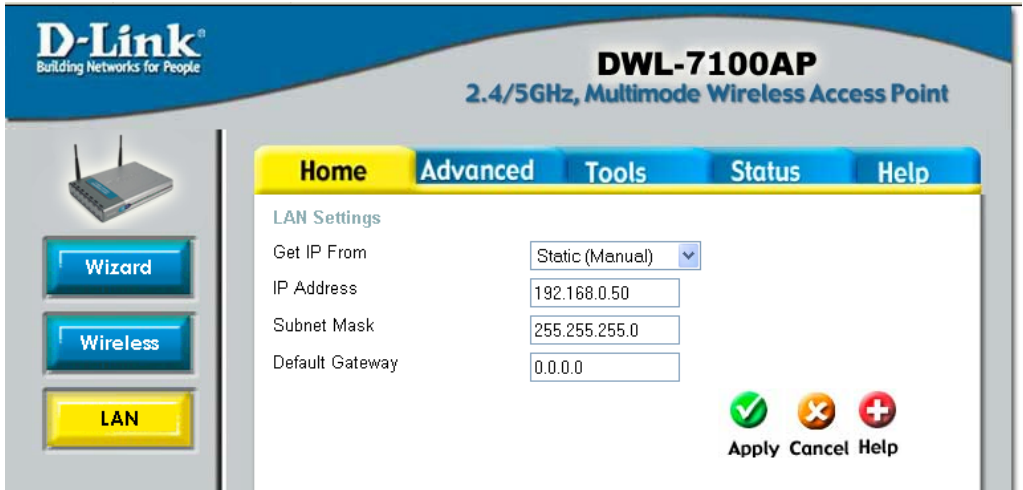 D-Link®
Building Networks for People
DWL-7100AP
2.4/5GHz, Multimode Wireless Access Point
Home Advanced Tools Status Help
Wizard
Wireless
LAN
LAN Settings
Get IP From Static (Manual)
IP Address 192.168.0.50
Subnet Mask 255.255.255.0
Default Gateway 0.0.0.0
Apply Cancel Help